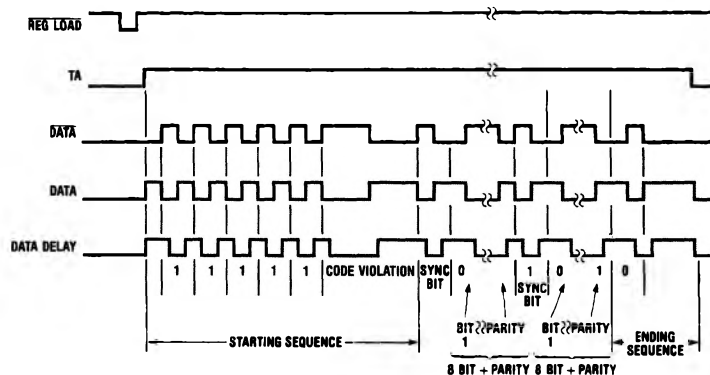 REG LOAD
TA
DATA
DATA
DATA DELAY
1 1 1 1 1 CODE VIOLATION SYNC BIT 0 1 SYNC BIT 0 1 0
BIT 1 PARITY BIT 1 PARITY
STARTING SEQUENCE
ENDING SEQUENCE
8 BIT + PARITY 8 BIT + PARITY